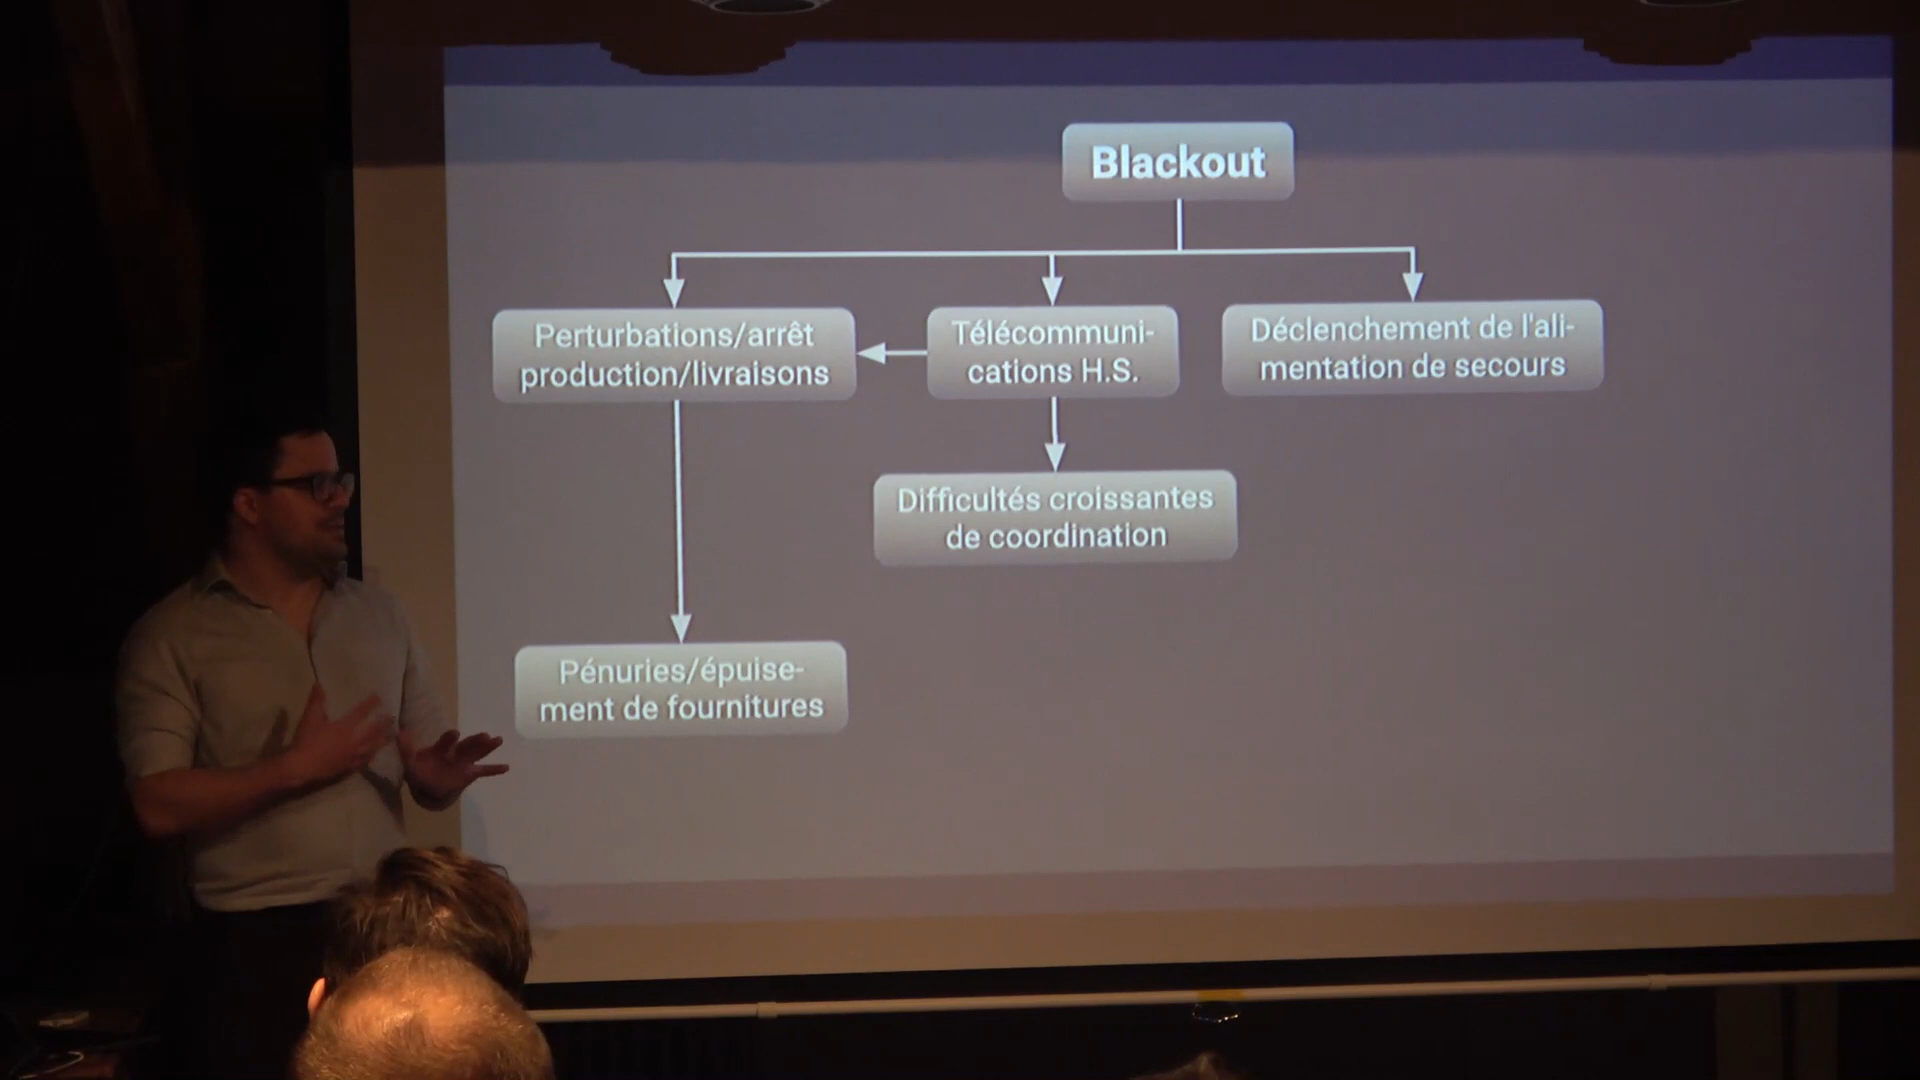 Blackout
Perturbations/arrêt
production/livraisons
Télécommuni-
cations H.S.
Déclenchement de l'ali-
mentation de secours
Difficultés croissantes
de coordination
Pénuries/épuise-
ment de fournitures